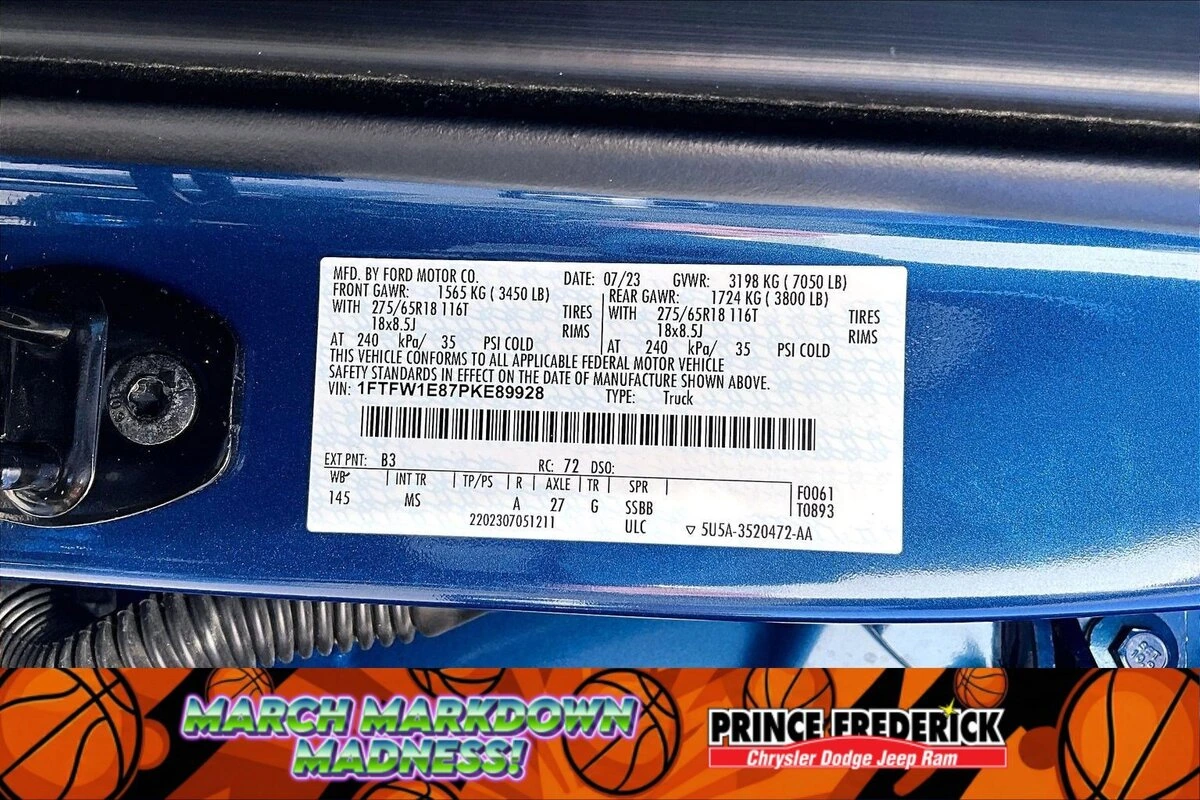 MFD. BY FORD MOTOR CO. DATE: 07/23 GVWR: 3198 KG ( 7050 LB)
FRONT GAWR: 1565 KG ( 3450 LB) REAR GAWR: 1724 KG ( 3800 LB)
WITH 275/65R18 116T TIRES WITH 275/65R18 116T TIRES
18x8.5J RIMS 18x8.5J RIMS
AT 240 kPa/ 35 PSI COLD AT 240 kPa/ 35 PSI COLD
THIS VEHICLE CONFORMS TO ALL APPLICABLE FEDERAL MOTOR VEHICLE
SAFETY STANDARDS IN EFFECT ON THE DATE OF MANUFACTURE SHOWN ABOVE.
VIN: 1FTFW1E87PKE89928 TYPE: Truck
EXT PNT: B3 RC: 72 DSO:
WB INT TR TP/PS R AXLE TR SPR F0061
145 MS A 27 G SSBB T0893
2202307051211 ULC ▽ 5U5A-3520472-AA
MARCH MARKDOWN
MADNESS!
PRINCE FREDERICK
Chrysler Dodge Jeep Ram